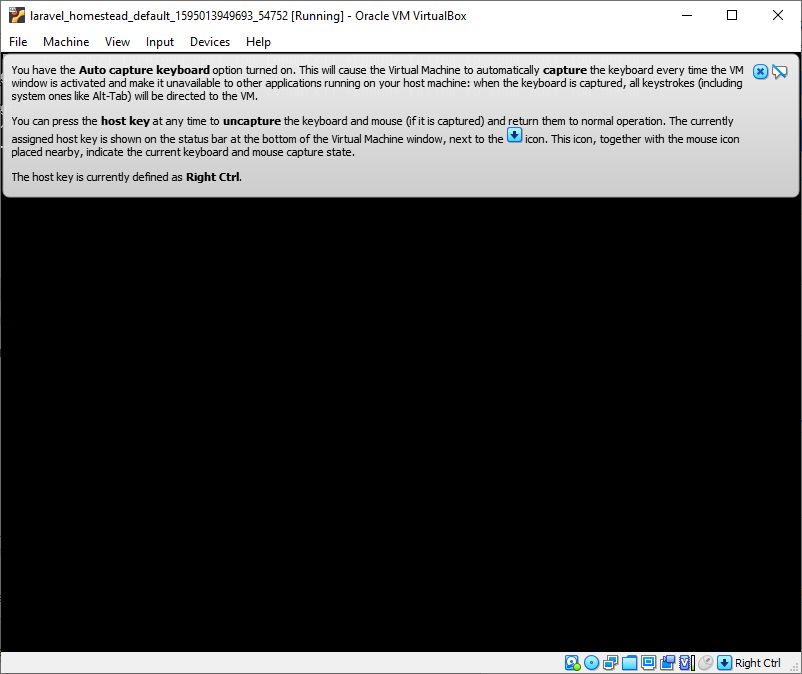 laravel_homestead_default_1595013949693_54752 [Running] - Oracle VM VirtualBox
File Machine View Input Devices Help
You have the Auto capture keyboard option turned on. This will cause the Virtual Machine to automatically capture the keyboard every time the VM
window is activated and make it unavailable to other applications running on your host machine: when the keyboard is captured, all keystrokes (including
system ones like Alt-Tab) will be directed to the VM.
You can press the host key at any time to uncapture the keyboard and mouse (if it is captured) and return them to normal operation. The currently
assigned host key is shown on the status bar at the bottom of the Virtual Machine window, next to the icon. This icon, together with the mouse icon
placed nearby, indicate the current keyboard and mouse capture state.
The host key is currently defined as Right Ctrl.
Right Ctrl